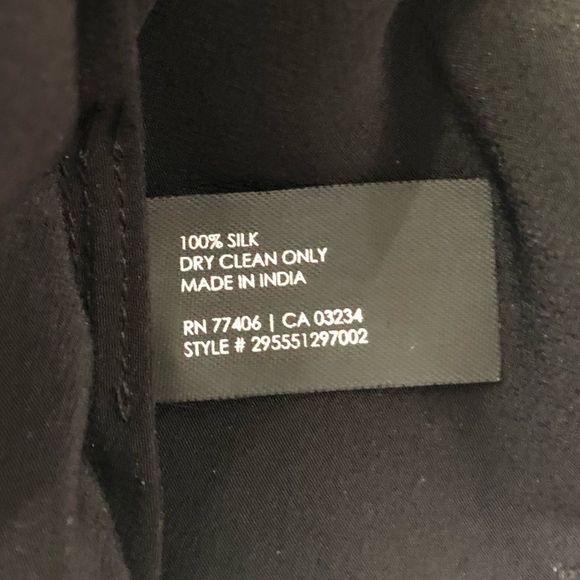 100% SILK
DRY CLEAN ONLY
MADE IN INDIA
RN 77406 | CA 03234
STYLE # 295551297002